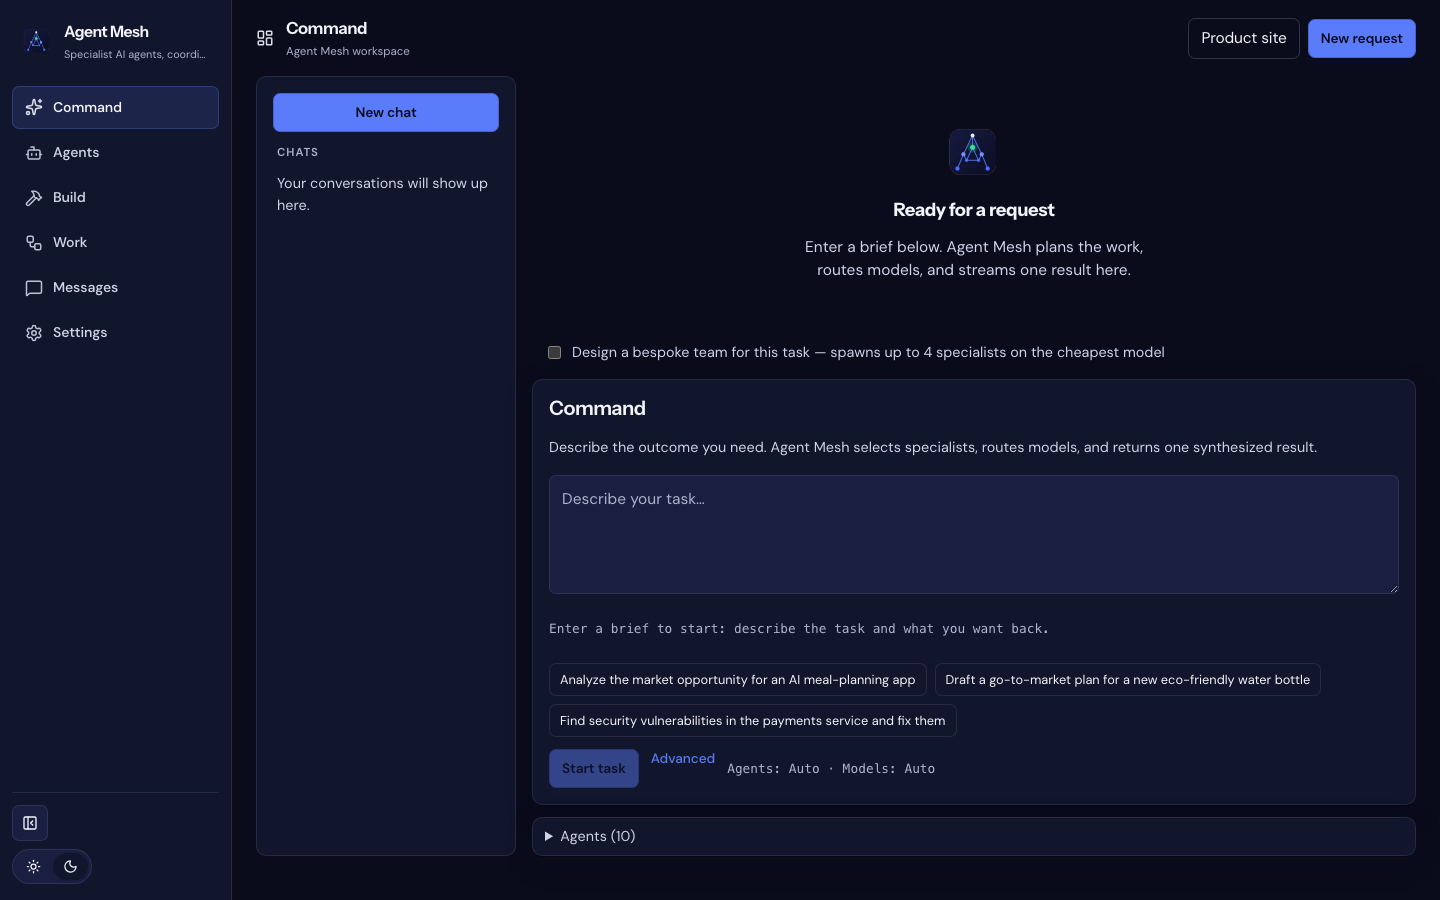 Agent Mesh
Specialist AI agents, coordi…
Command
Agents
Build
Work
Messages
Settings
Command
Agent Mesh workspace
Product site
New request
New chat
CHATS
Your conversations will show up
here.
Ready for a request
Enter a brief below. Agent Mesh plans the work,
routes models, and streams one result here.
Design a bespoke team for this task — spawns up to 4 specialists on the cheapest model
Command
Describe the outcome you need. Agent Mesh selects specialists, routes models, and returns one synthesized result.
Describe your task...
Enter a brief to start: describe the task and what you want back.
Analyze the market opportunity for an AI meal-planning app
Draft a go-to-market plan for a new eco-friendly water bottle
Find security vulnerabilities in the payments service and fix them
Start task
Advanced
Agents: Auto · Models: Auto
Agents (10)